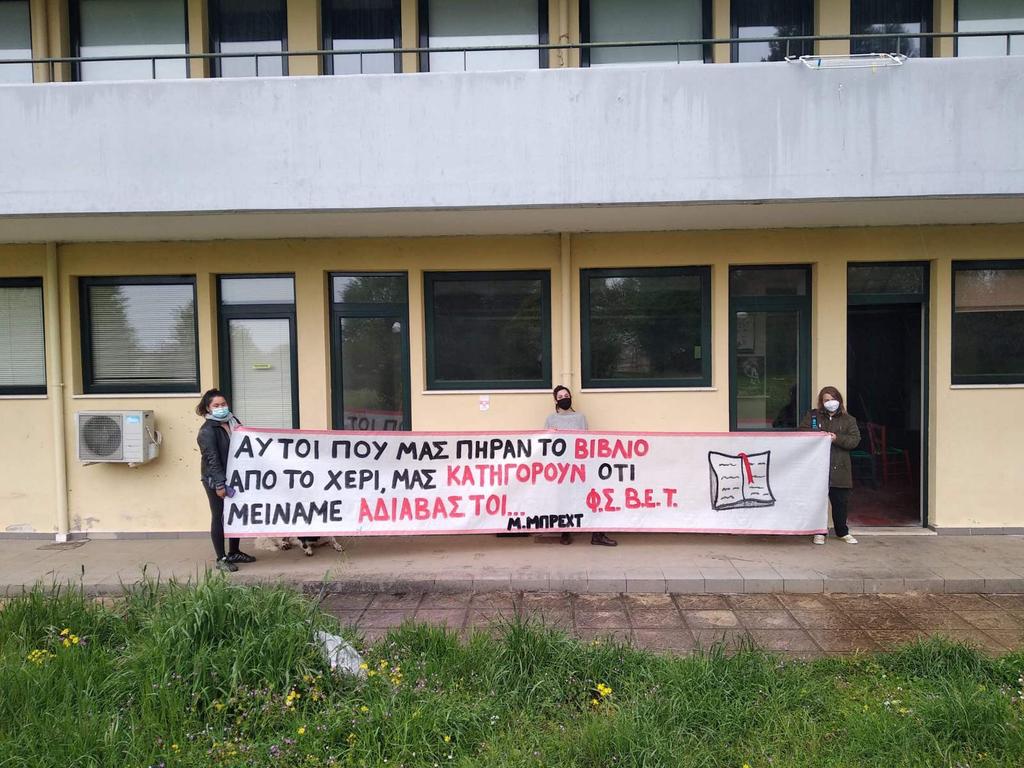 ΑΥΤΟΙ ΠΟΥ ΜΑΣ ΠΗΡΑΝ ΤΟ ΒΙΒΛΙΟ
ΑΠΟ ΤΟ ΧΕΡΙ, ΜΑΣ ΚΑΤΗΓΟΡΟΥΝ ΟΤΙ
ΜΕΙΝΑΜΕ ΑΔΙΑΒΑΣΤΟΙ... Φ.Σ.Β.Ε.Τ.
Μ.ΜΠΡΕΧΤ